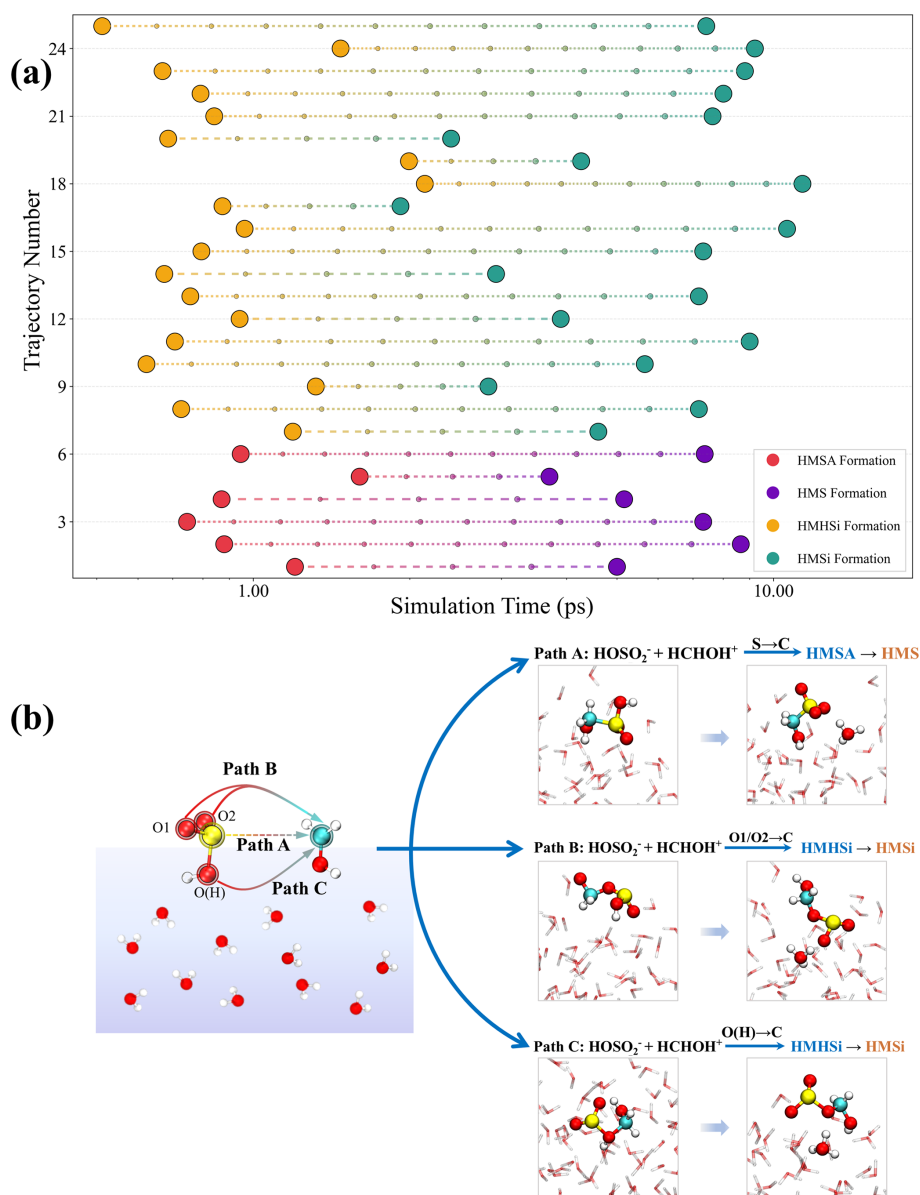 (a)
Trajectory Number
24
21
18
15
12
9
6
3
HMSA Formation
HMS Formation
HMHSi Formation
HMSi Formation
1.00
10.00
Simulation Time (ps)
(b)
Path B
O1
O2
Path A
O(H)
Path C
Path A: HOSO₂⁻ + HCHOH⁺ S→C HMSA → HMS
Path B: HOSO₂⁻ + HCHOH⁺ O1/O2→C HMHSi → HMSi
Path C: HOSO₂⁻ + HCHOH⁺ O(H)→C HMHSi → HMSi